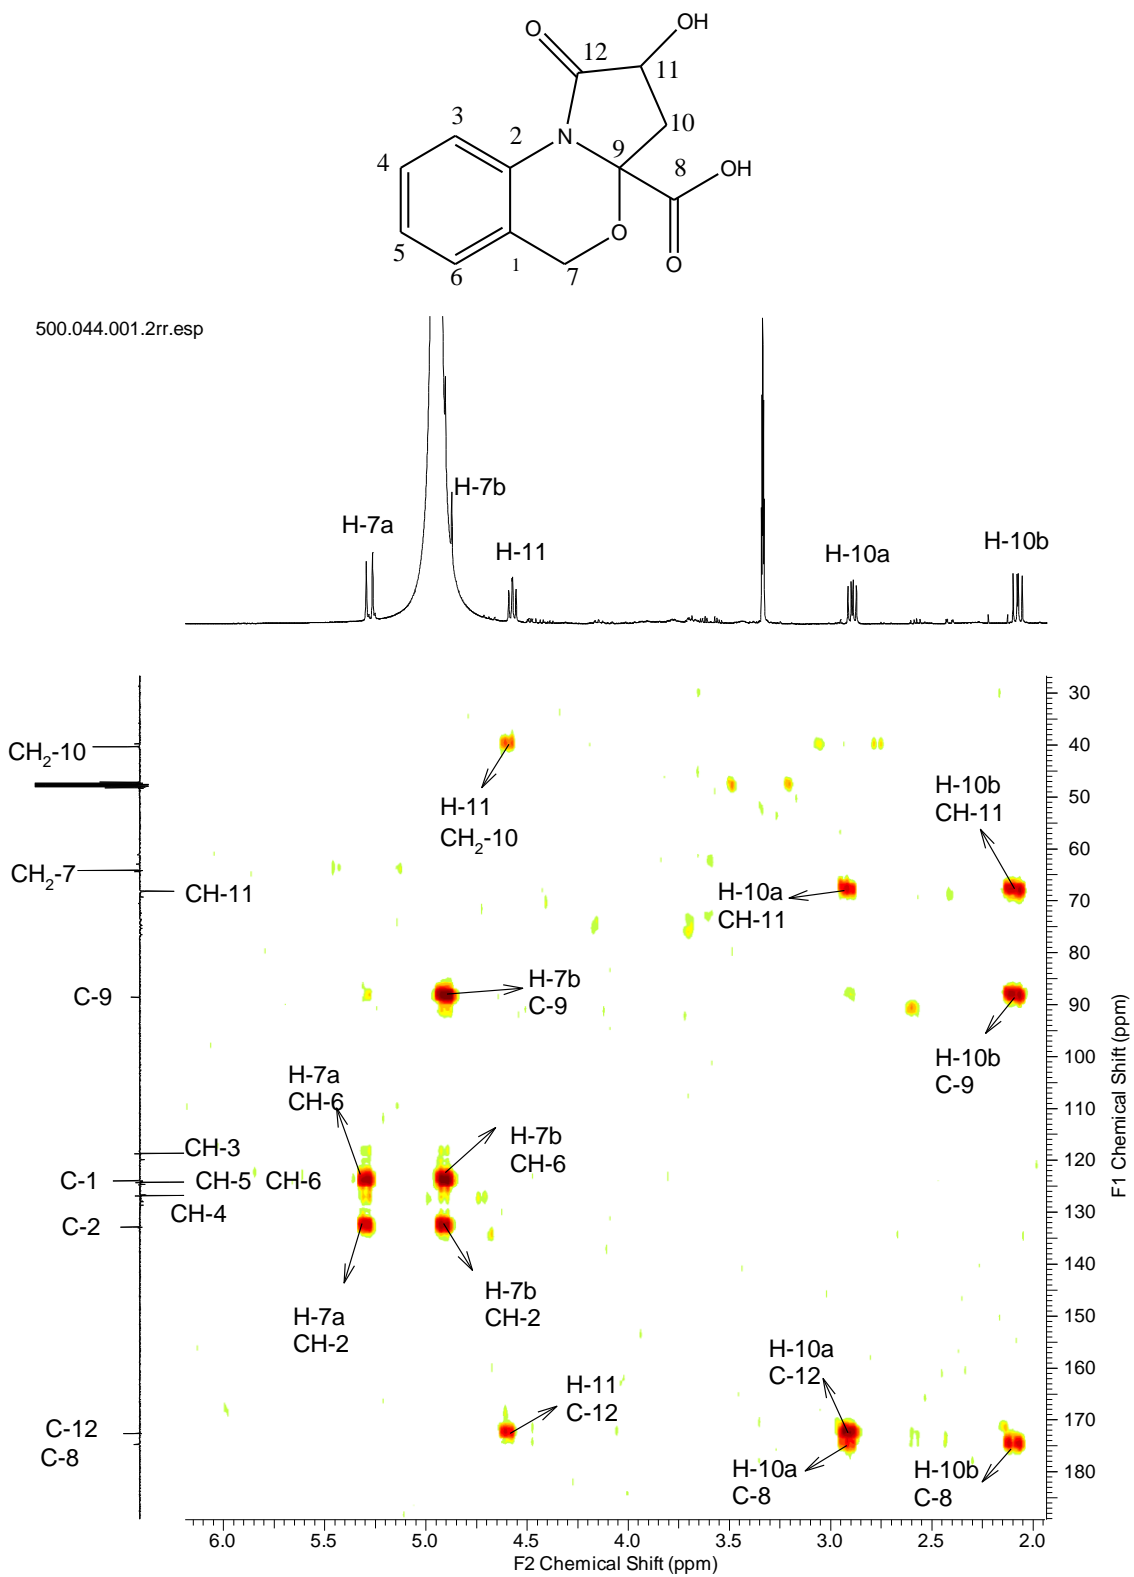 OH
O
12
11
3
2
N
10
4
9
8
OH
O
5
6
1
7
O
500.044.001.2rr.esp
H-7b
H-7a
H-11
H-10a
H-10b
30
CH2-10
40
H-11
CH2-10
H-10b
CH-11
50
60
CH2-7
CH-11
H-10a
CH-11
70
80
C-9
H-7b
C-9
90
H-10b
C-9
100
H-7a
CH-6
110
H-7b
CH-6
CH-3
120
C-1
CH-5 CH-6
CH-4
130
C-2
140
H-7a
CH-2
H-7b
CH-2
150
H-10a
C-12
160
H-11
C-12
170
C-12
C-8
H-10a
C-8
H-10b
C-8
180
F1 Chemical Shift (ppm)
6.0 5.5 5.0 4.5 4.0 3.5 3.0 2.5 2.0
F2 Chemical Shift (ppm)